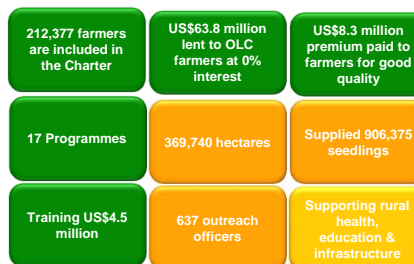 212,377 farmers
are included in
the Charter
US$63.8 million
lent to OLC
farmers at 0%
interest
US$8.3 million
premium paid to
farmers for good
quality
17 Programmes
369,740 hectares
Supplied 906,375
seedlings
Training US$4.5
million
637 outreach
officers
Supporting rural
health,
education &
infrastructure